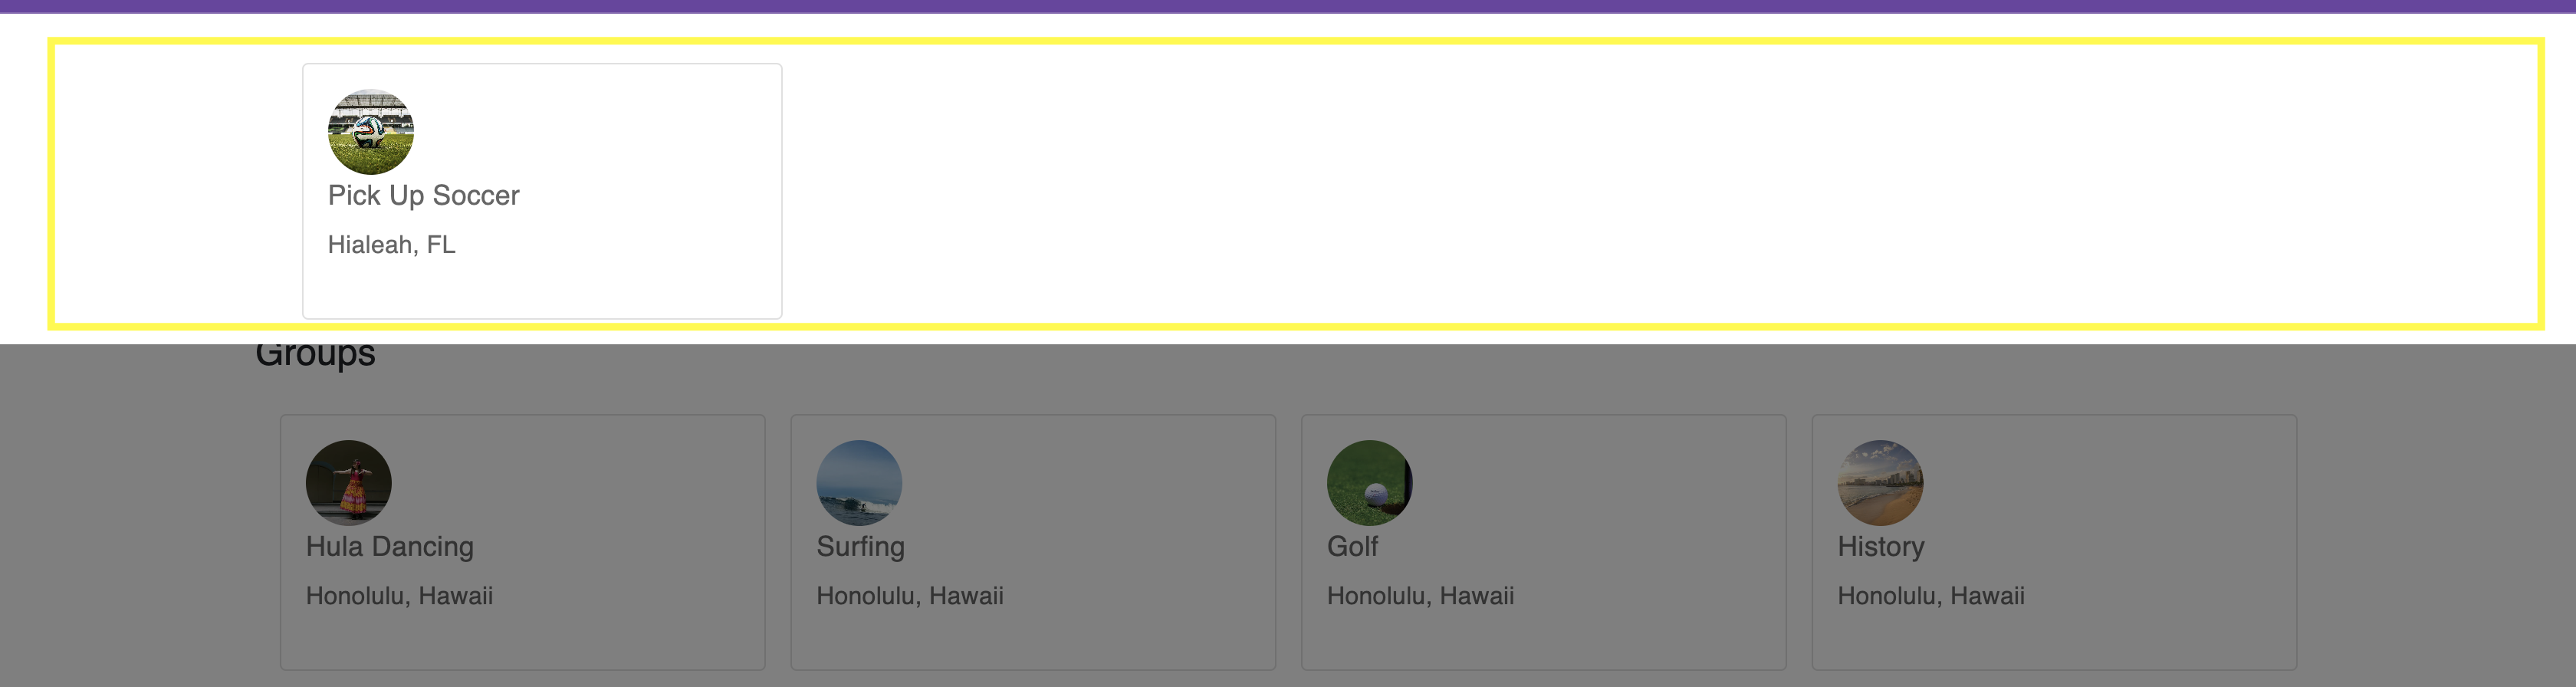 Pick Up Soccer
Hialeah, FL
Groups
Hula Dancing
Honolulu, Hawaii
Surfing
Honolulu, Hawaii
Golf
Honolulu, Hawaii
History
Honolulu, Hawaii